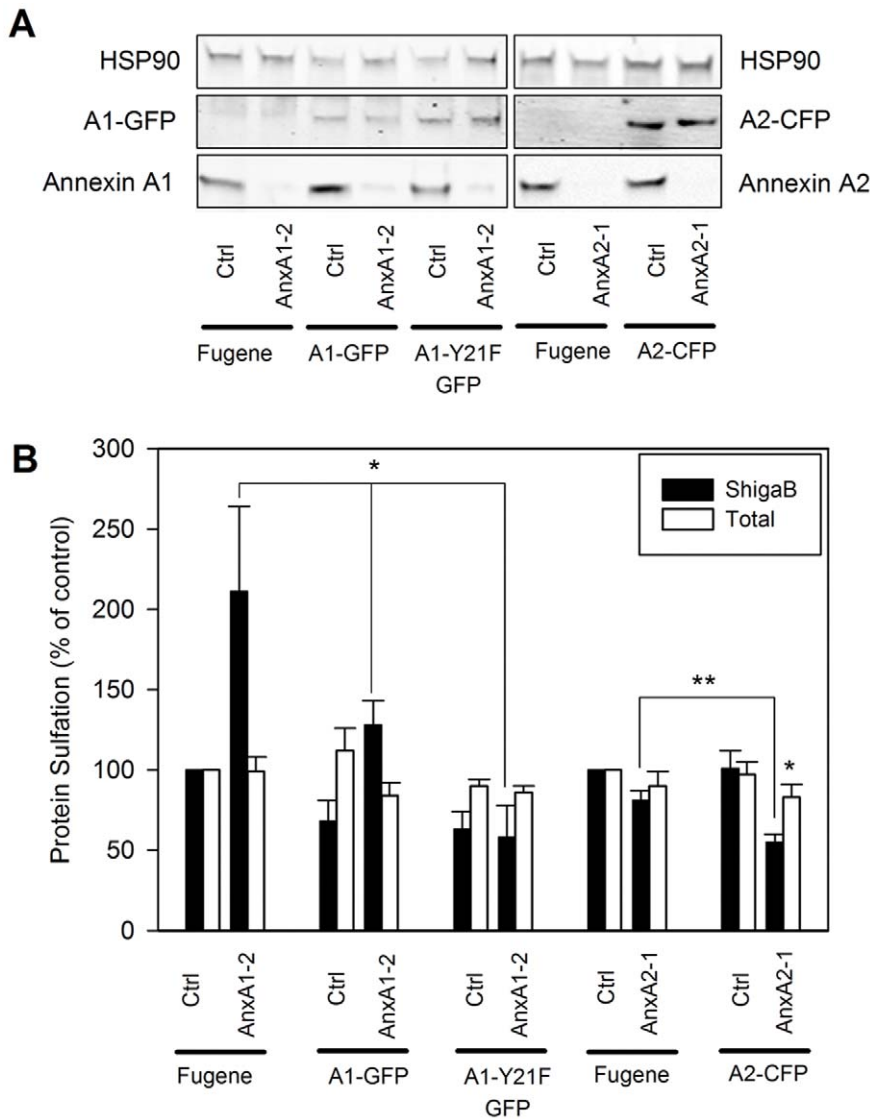 A
HSP90 HSP90
A1-GFP A2-CFP
Annexin A1 Annexin A2
Ctrl AnxA1-2 Ctrl AnxA1-2 Ctrl AnxA1-2 Ctrl AnxA2-1 Ctrl AnxA2-1
Fugene A1-GFP A1-Y21F Fugene A2-CFP
GFP
B
Protein Sulfation (% of control)
300
250
200
150
100
50
0
*
**
*
ShigaB
Total
Ctrl AnxA1-2 Ctrl AnxA1-2 Ctrl AnxA1-2 Ctrl AnxA2-1 Ctrl AnxA2-1
Fugene A1-GFP A1-Y21F Fugene A2-CFP
GFP